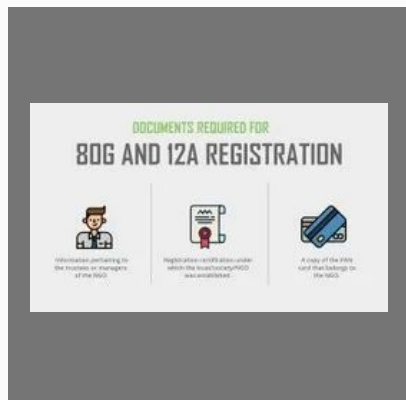 DOCUMENTS REQUIRED FOR
80G AND 12A REGISTRATION
Information pertaining to
the trustees or managers
of the NGO.
Registration certification under
which the trust/society/NGO
was established.
A copy of the PAN
card that belongs to
the NGO.